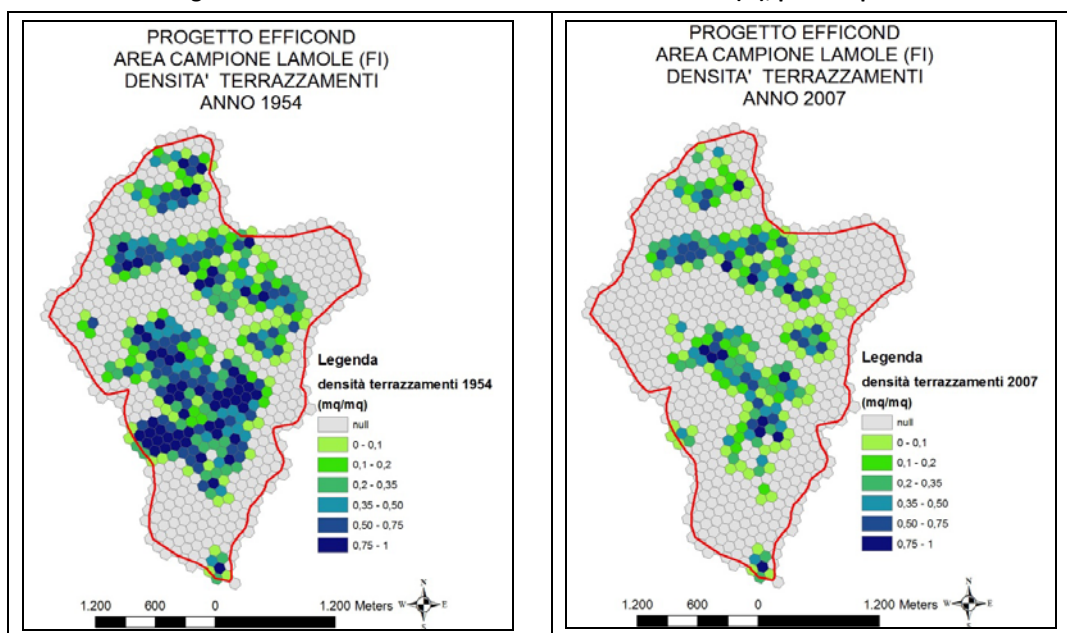 PROGETTO EFFICOND
AREA CAMPIONE LAMOLE (FI)
DENSITA' TERRAZZAMENTI
ANNO 1954
Legenda
densità terrazzamenti 1954
(mq/mq)
null
0 - 0,1
0,1 - 0,2
0,2 - 0,35
0,35 - 0,50
0,50 - 0,75
0,75 - 1
1.200 600 0 1.200 Meters
N
W E
S
PROGETTO EFFICOND
AREA CAMPIONE LAMOLE (FI)
DENSITA' TERRAZZAMENTI
ANNO 2007
Legenda
densità terrazzamenti 2007
(mq/mq)
null
0 - 0,1
0,1 - 0,2
0,2 - 0,35
0,35 - 0,50
0,50 - 0,75
0,75 - 1
1.200 600 0 1.200 Meters
N
W E
S